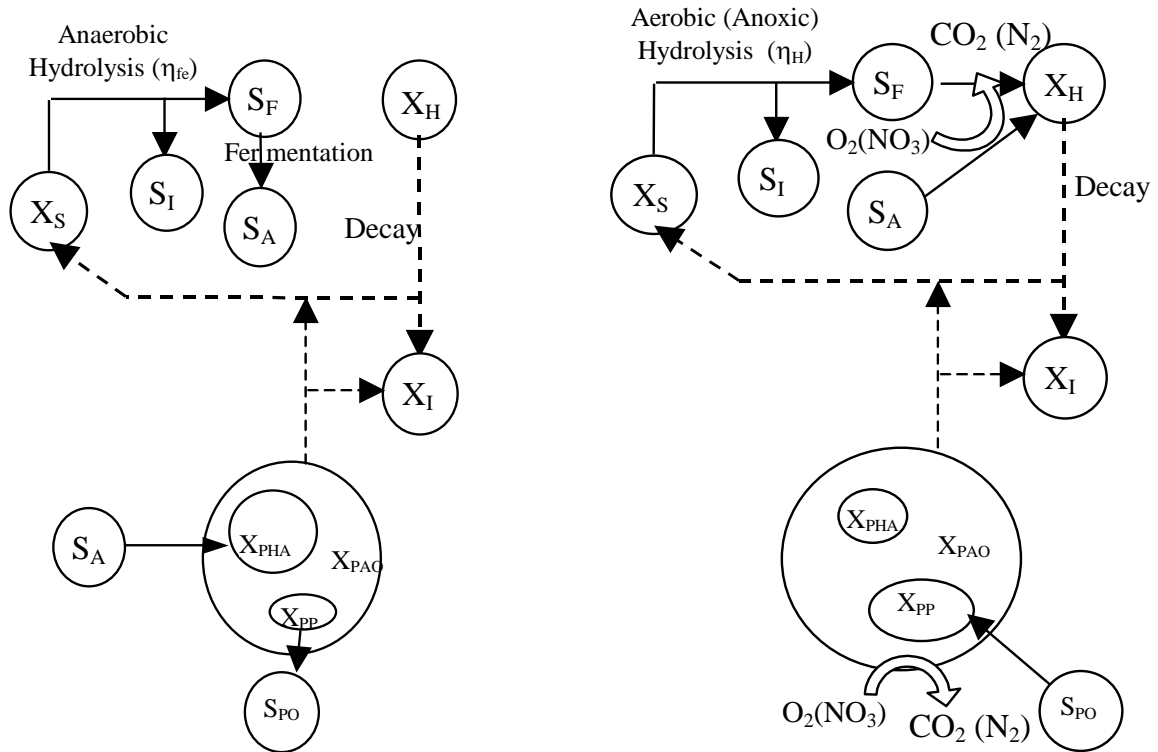 Anaerobic
Hydrolysis (ηfe)
SF
XH
Fermentation
SI
XS
SA
Decay
XI
SA
XPHA
XPAO
XPP
SPO
Aerobic (Anoxic)
Hydrolysis (ηH)
CO2 (N2)
SF
XH
O2(NO3)
SI
XS
SA
Decay
XI
XPHA
XPAO
XPP
O2(NO3)
CO2 (N2)
SPO